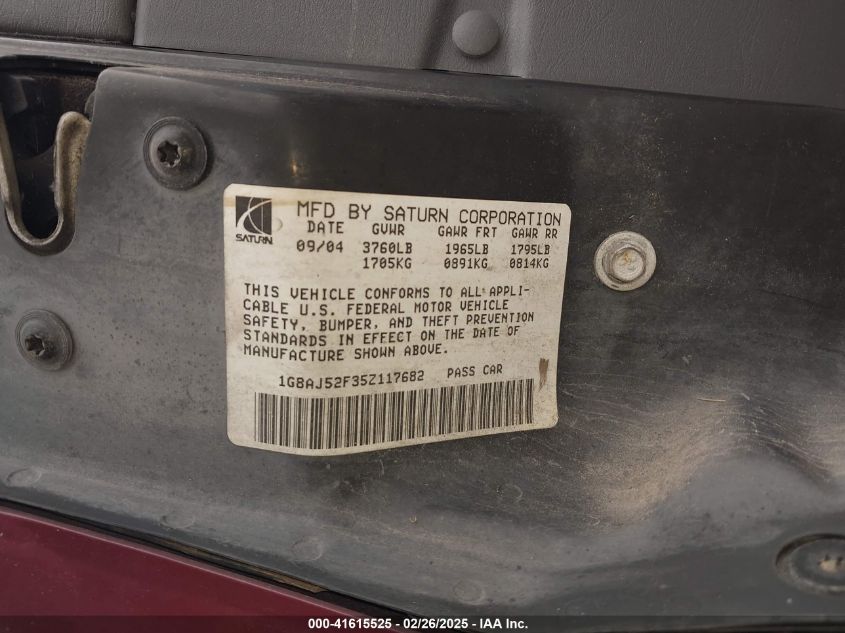 SATURN
MFD BY SATURN CORPORATION
DATE GVWR GAWR FRT GAWR RR
09/04 3760LB 1965LB 1795LB
1705KG 0891KG 0814KG
THIS VEHICLE CONFORMS TO ALL APPLI-
CABLE U.S. FEDERAL MOTOR VEHICLE
SAFETY, BUMPER, AND THEFT PREVENTION
STANDARDS IN EFFECT ON THE DATE OF
MANUFACTURE SHOWN ABOVE.
1G8AJ52F35Z117682 PASS CAR
000-41615525 - 02/26/2025 - IAA Inc.